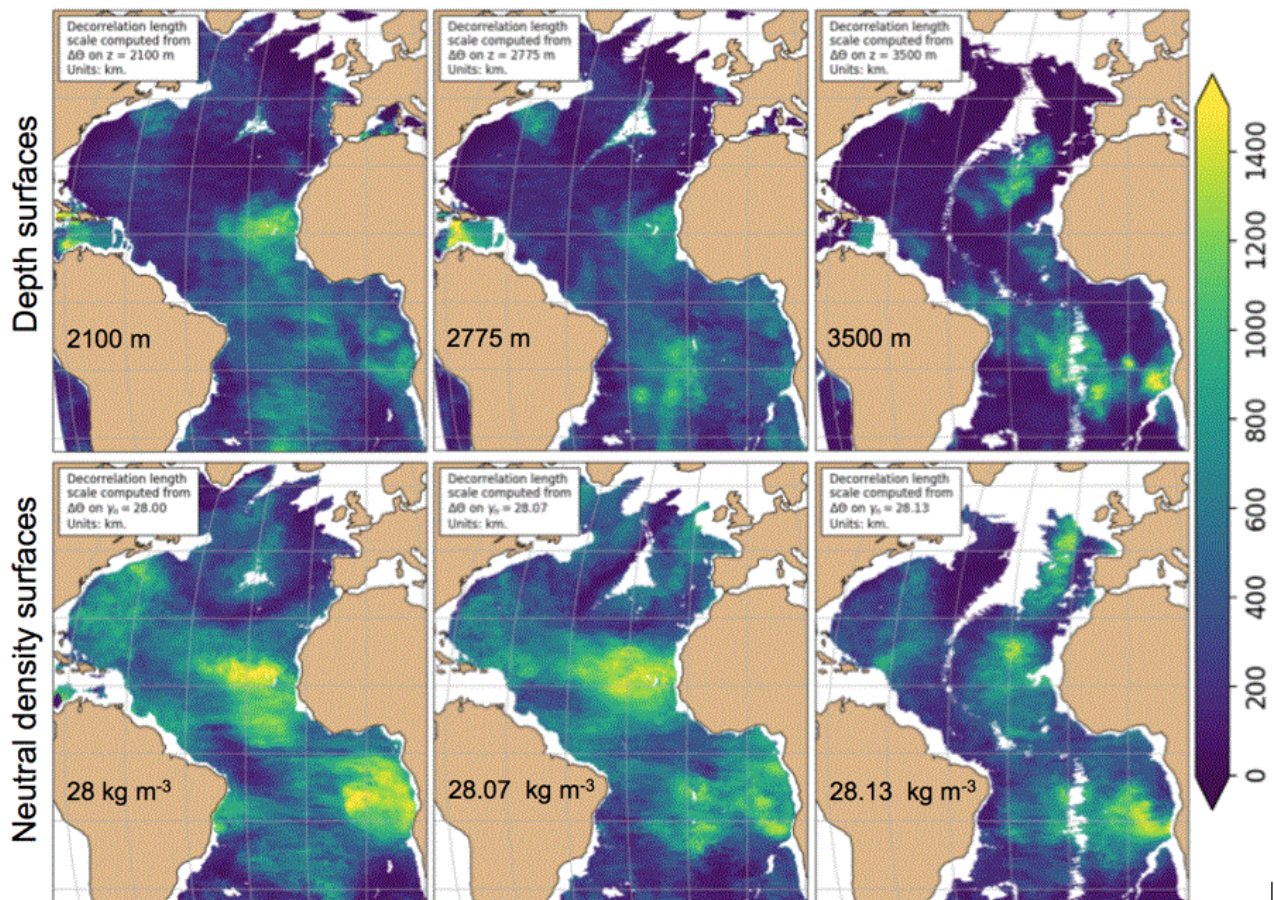 Depth surfaces
Decorrelation length
scale computed from
ΔΘ on z = 2100 m
Units: km.
2100 m
Decorrelation length
scale computed from
ΔΘ on z = 2775 m
Units: km.
2775 m
Decorrelation length
scale computed from
ΔΘ on z = 3500 m
Units: km.
3500 m
Neutral density surfaces
Decorrelation length
scale computed from
ΔΘ on γₙ = 28.00
Units: km.
28 kg m⁻³
Decorrelation length
scale computed from
ΔΘ on γₙ = 28.07
Units: km.
28.07 kg m⁻³
Decorrelation length
scale computed from
ΔΘ on γₙ = 28.13
Units: km.
28.13 kg m⁻³
1400
1200
1000
800
600
400
200
0